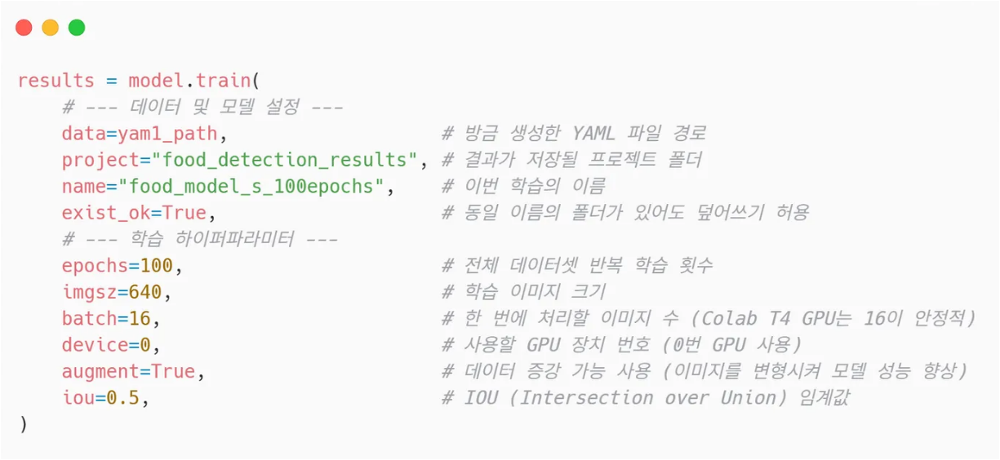 results = model.train(
    # --- 데이터 및 모델 설정 ---
    data=yam1_path,                    # 방금 생성한 YAML 파일 경로
    project="food_detection_results", # 결과가 저장될 프로젝트 폴더
    name="food_model_s_100epochs",    # 이번 학습의 이름
    exist_ok=True,                    # 동일 이름의 폴더가 있어도 덮어쓰기 허용
    # --- 학습 하이퍼파라미터 ---
    epochs=100,                       # 전체 데이터셋 반복 학습 횟수
    imgsz=640,                        # 학습 이미지 크기
    batch=16,                         # 한 번에 처리할 이미지 수 (Colab T4 GPU는 16이 안정적)
    device=0,                         # 사용할 GPU 장치 번호 (0번 GPU 사용)
    augment=True,                     # 데이터 증강 가능 사용 (이미지를 변형시켜 모델 성능 향상)
    iou=0.5,                          # IOU (Intersection over Union) 임계값
)